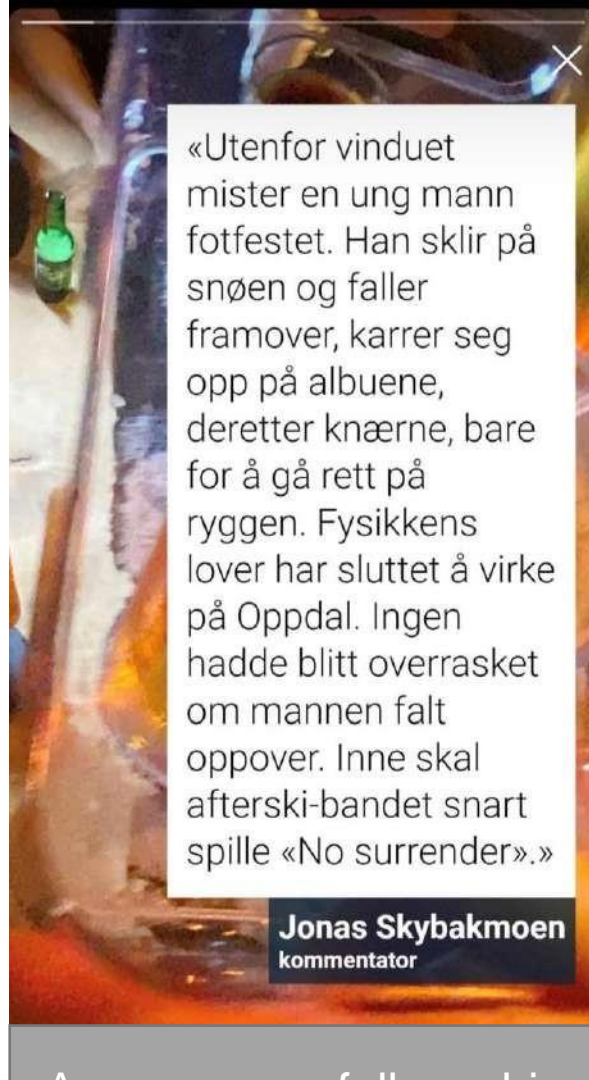 «Utenfor vinduet
mister en ung mann
fotfestet. Han sklir på
snøen og faller
framover, karrer seg
opp på albuene,
deretter knærne, bare
for å gå rett på
ryggen. Fysikkens
lover har sluttet å virke
på Oppdal. Ingen
hadde blitt overrasket
om mannen falt
oppover. Inne skal
afterski-bandet snart
spille «No surrender».»
Jonas Skybakmoen
kommentator